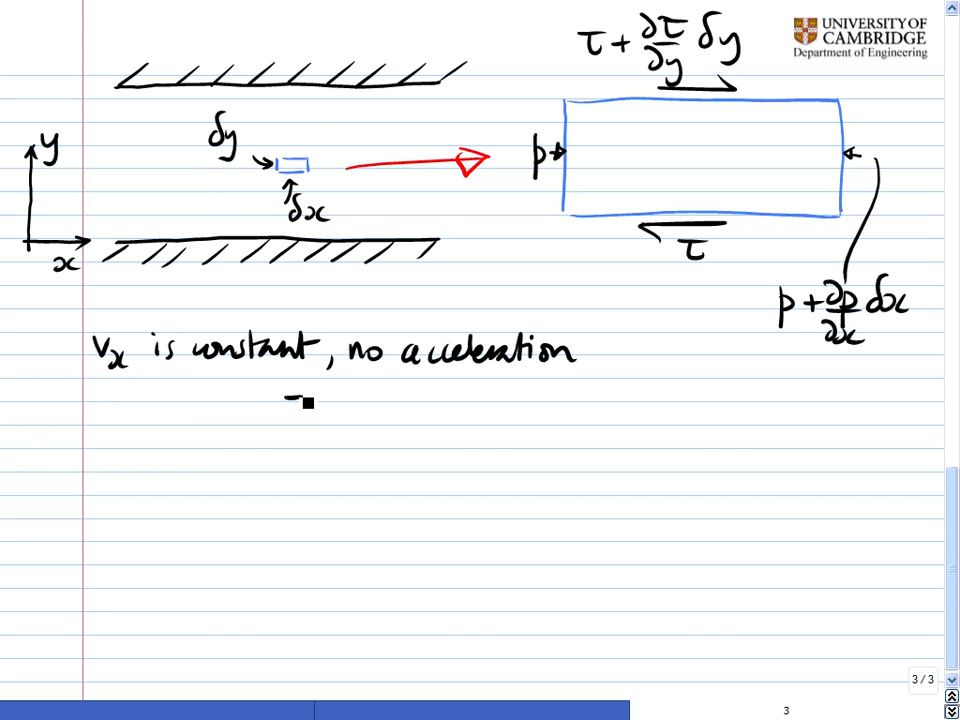 UNIVERSITY OF
CAMBRIDGE
Department of Engineering
τ + ∂τ/∂y δy
y
δy
p
δx
x
τ
p + ∂p/∂x δx
vx is constant, no acceleration
3 / 3
3